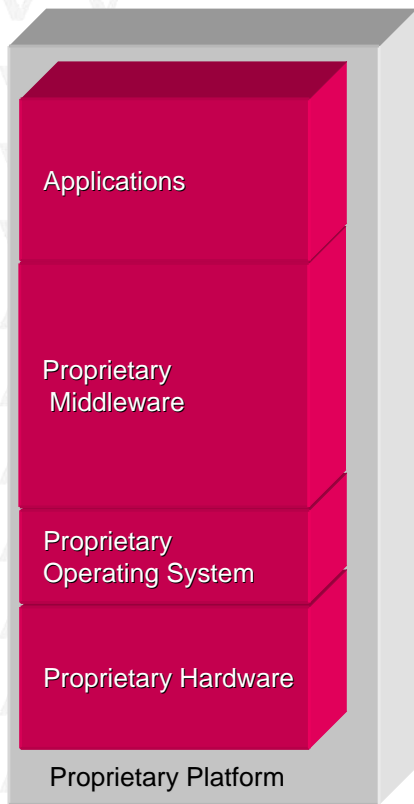 Applications
Proprietary
Middleware
Proprietary
Operating System
Proprietary Hardware
Proprietary Platform